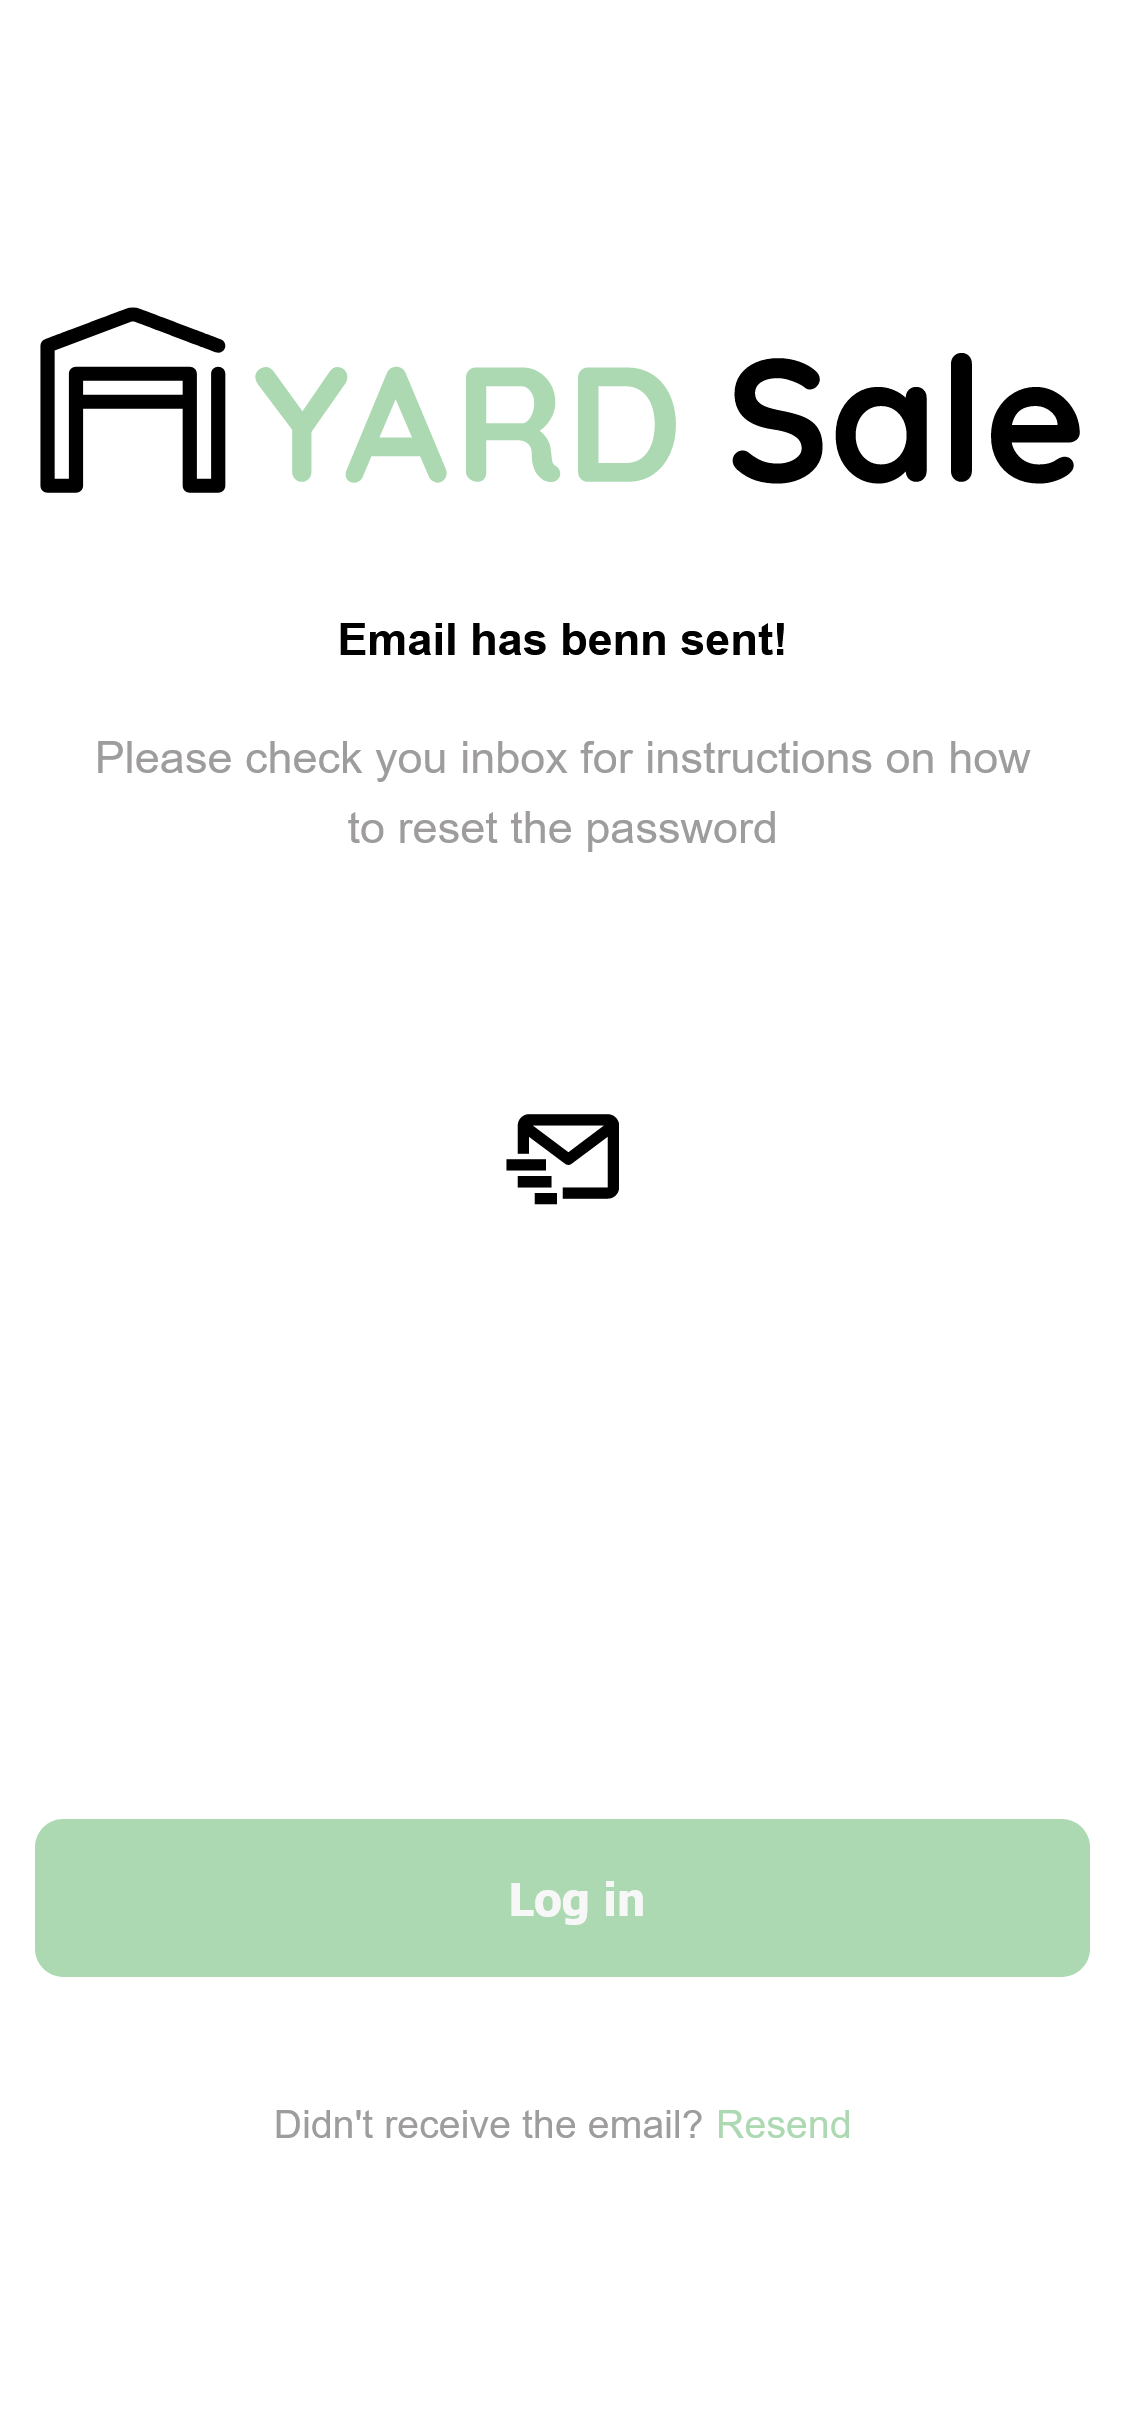 YARD Sale
Email has benn sent!
Please check you inbox for instructions on how
to reset the password
Log in
Didn't receive the email? Resend